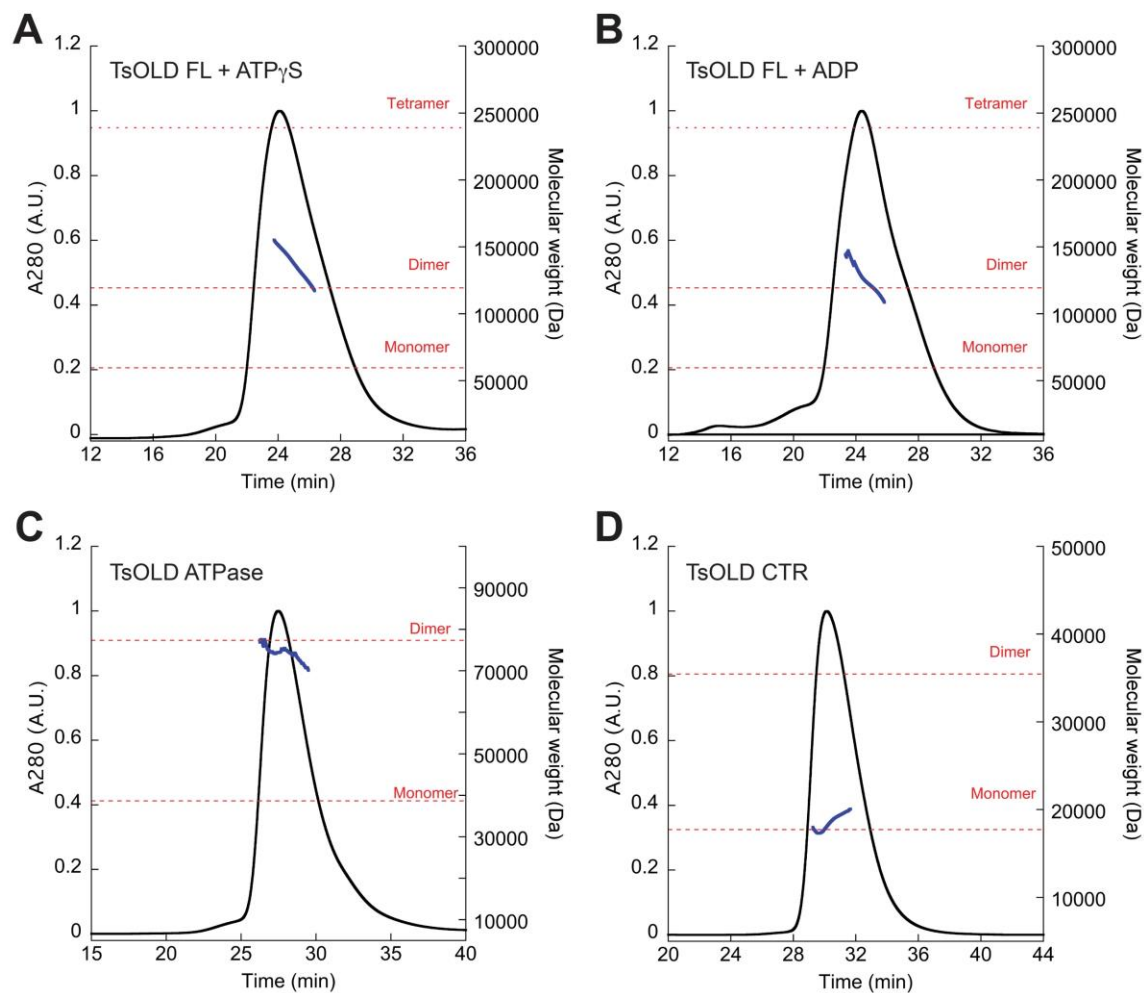 A
TsOLD FL + ATPγS
A280 (A.U.)
1.2
1
0.8
0.6
0.4
0.2
0
12 16 20 24 28 32 36
Time (min)
300000
250000
200000
150000
100000
50000
Molecular weight (Da)
Tetramer
Dimer
Monomer
B
TsOLD FL + ADP
A280 (A.U.)
1.2
1
0.8
0.6
0.4
0.2
0
12 16 20 24 28 32 36
Time (min)
300000
250000
200000
150000
100000
50000
Molecular weight (Da)
Tetramer
Dimer
Monomer
C
TsOLD ATPase
A280 (A.U.)
1.2
1
0.8
0.6
0.4
0.2
0
15 20 25 30 35 40
Time (min)
90000
70000
50000
30000
10000
Molecular weight (Da)
Dimer
Monomer
D
TsOLD CTR
A280 (A.U.)
1.2
1
0.8
0.6
0.4
0.2
0
20 24 28 32 36 40 44
Time (min)
50000
40000
30000
20000
10000
Molecular weight (Da)
Dimer
Monomer